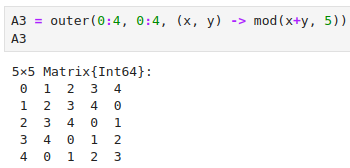 A3 = outer(0:4, 0:4, (x, y) -> mod(x+y, 5))
A3
5×5 Matrix{Int64}:
0 1 2 3 4
1 2 3 4 0
2 3 4 0 1
3 4 0 1 2
4 0 1 2 3